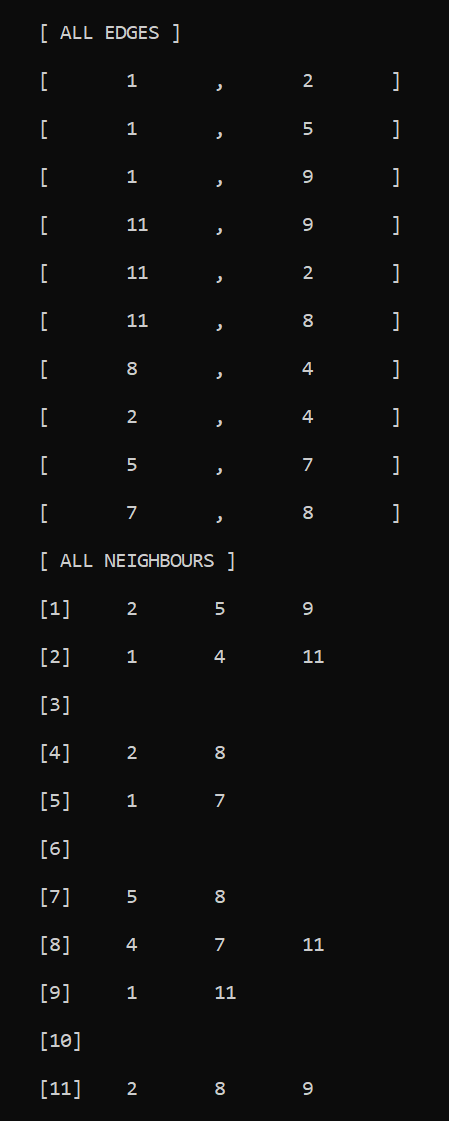 [ ALL EDGES ]
[ 1 , 2 ]
[ 1 , 5 ]
[ 1 , 9 ]
[ 11 , 9 ]
[ 11 , 2 ]
[ 11 , 8 ]
[ 8 , 4 ]
[ 2 , 4 ]
[ 5 , 7 ]
[ 7 , 8 ]
[ ALL NEIGHBOURS ]
[1] 2 5 9
[2] 1 4 11
[3]
[4] 2 8
[5] 1 7
[6]
[7] 5 8
[8] 4 7 11
[9] 1 11
[10]
[11] 2 8 9